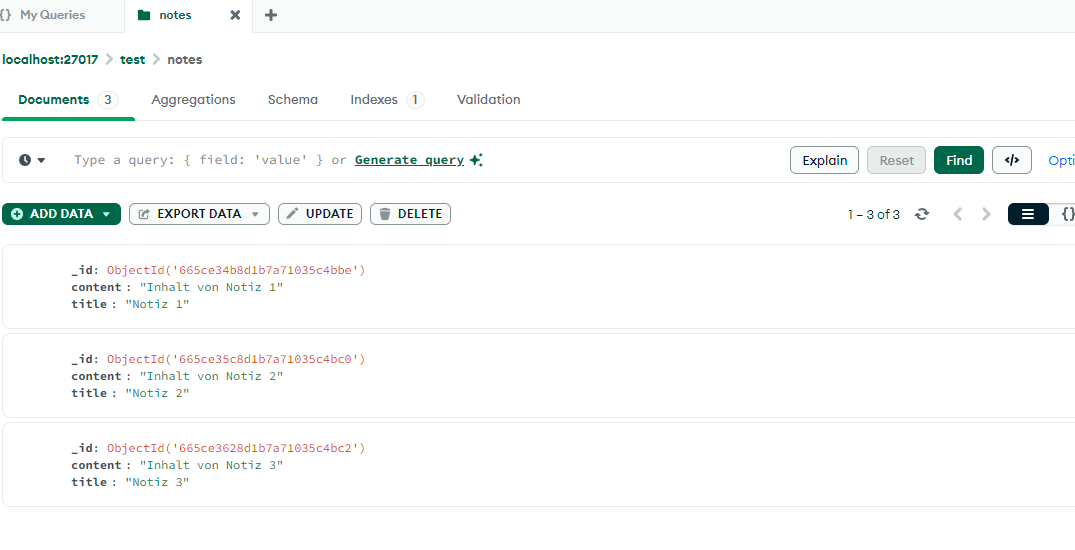 {} My Queries notes
localhost:27017 > test > notes
Documents 3 Aggregations Schema Indexes 1 Validation
Type a query: { field: 'value' } or Generate query Explain Reset Find </> Opti
ADD DATA EXPORT DATA UPDATE DELETE 1 – 3 of 3 {}
_id: ObjectId('665ce34b8d1b7a71035c4bbe')
content : "Inhalt von Notiz 1"
title : "Notiz 1"
_id: ObjectId('665ce35c8d1b7a71035c4bc0')
content : "Inhalt von Notiz 2"
title : "Notiz 2"
_id: ObjectId('665ce3628d1b7a71035c4bc2')
content : "Inhalt von Notiz 3"
title : "Notiz 3"